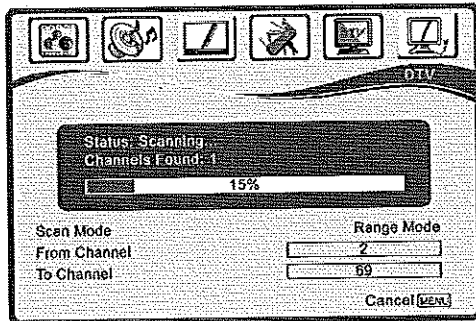 DTV
DTV
Status: Scanning...
Channels Found: 1
15%
Scan Mode Range Mode
From Channel 2
To Channel 69
Cancel MENU